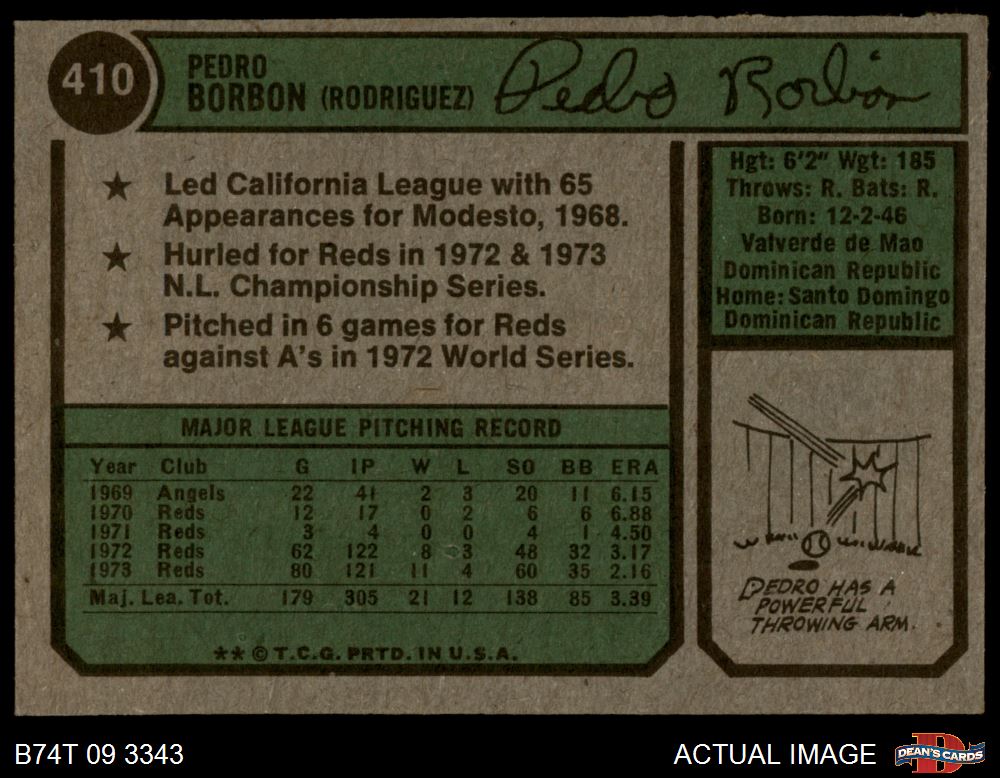 410
PEDRO
BORBON (RODRIGUEZ)
Pedro Borbon
★ Led California League with 65
Appearances for Modesto, 1968.
★ Hurled for Reds in 1972 & 1973
N.L. Championship Series.
★ Pitched in 6 games for Reds
against A's in 1972 World Series.
Hgt: 6'2" Wgt: 185
Throws: R. Bats: R.
Born: 12-2-46
Valverde de Mao
Dominican Republic
Home: Santo Domingo
Dominican Republic
MAJOR LEAGUE PITCHING RECORD
Year Club G IP W L SO BB ERA
1969 Angels 22 41 2 3 20 11 6.15
1970 Reds 12 17 0 2 6 6 6.88
1971 Reds 3 4 0 0 4 1 4.50
1972 Reds 62 122 8 3 48 32 3.17
1973 Reds 80 121 11 4 60 35 2.16
Maj. Lea. Tot. 179 305 21 12 138 85 3.39
** © T.C.G. PRTD. IN U.S.A.
PEDRO HAS A
POWERFUL
THROWING ARM.
B74T 09 3343
ACTUAL IMAGE
DEAN'S CARDS